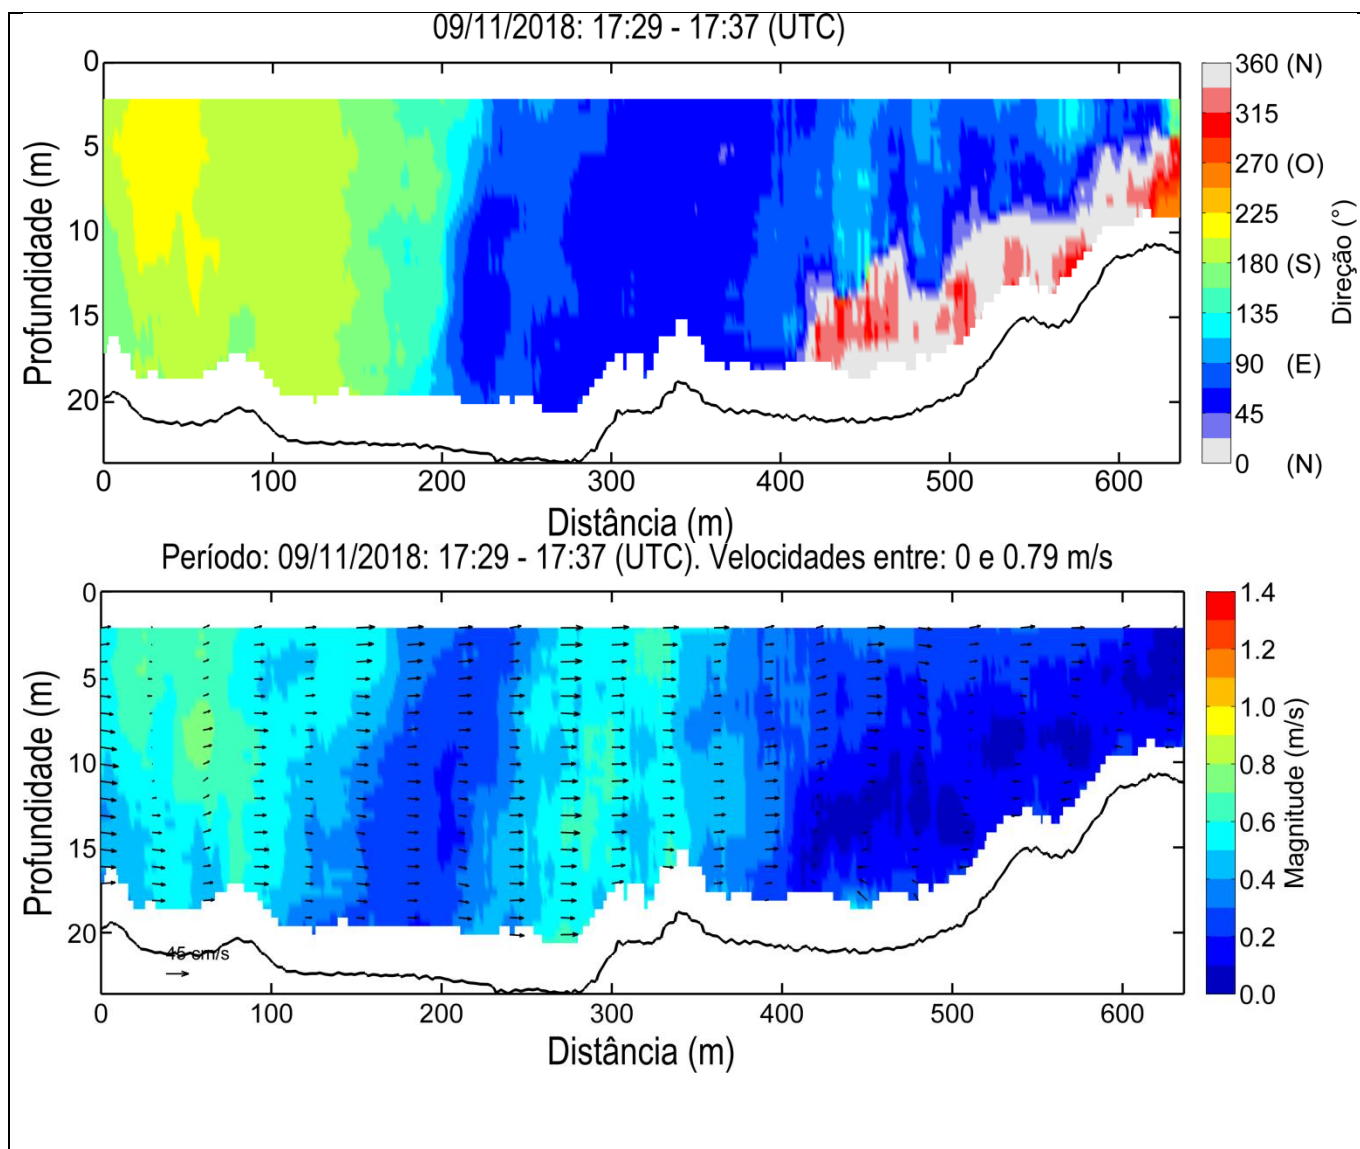 09/11/2018: 17:29 - 17:37 (UTC)
0
5
10
15
20
Profundidade (m)
0
100
200
300
400
500
600
Distância (m)
360 (N)
315
270 (O)
225
180 (S)
135
90 (E)
45
0 (N)
Direção (°)
Período: 09/11/2018: 17:29 - 17:37 (UTC). Velocidades entre: 0 e 0.79 m/s
0
5
10
15
20
Profundidade (m)
45 cm/s
0
100
200
300
400
500
600
Distância (m)
1.4
1.2
1.0
0.8
0.6
0.4
0.2
0.0
Magnitude (m/s)